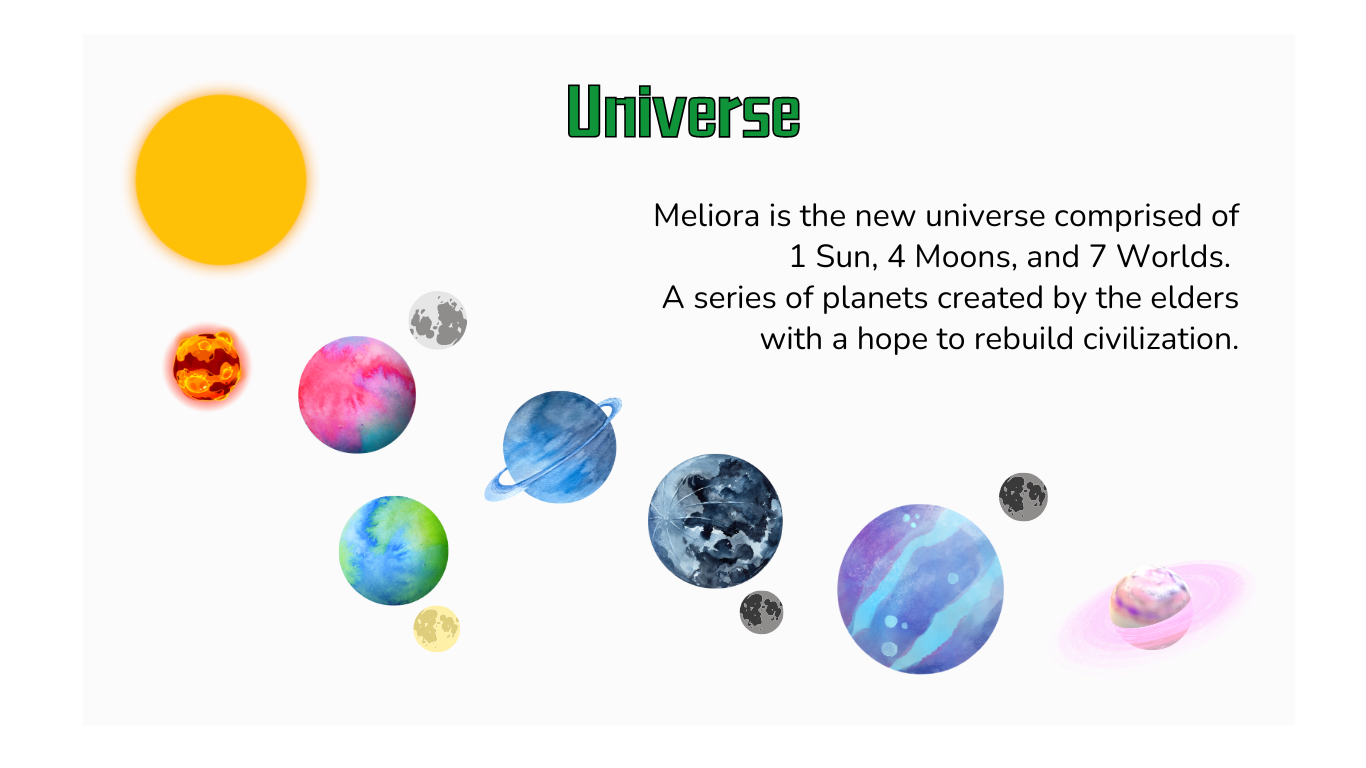 Universe
Meliora is the new universe comprised of
1 Sun, 4 Moons, and 7 Worlds.
A series of planets created by the elders
with a hope to rebuild civilization.